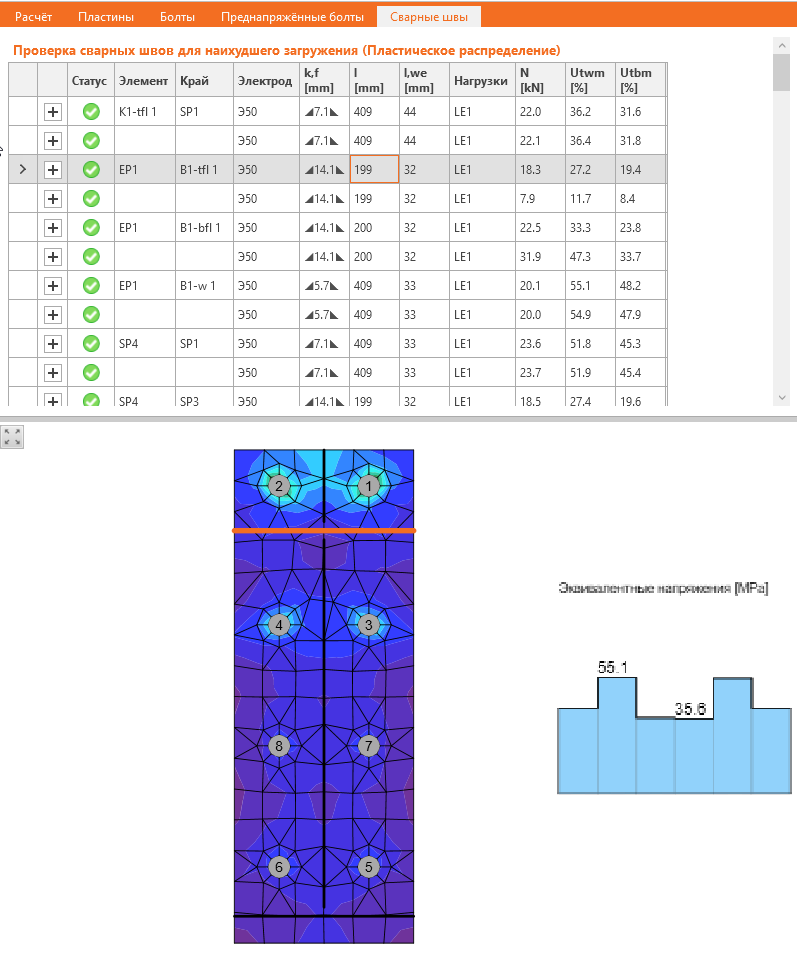 Расчёт Пластины Болты Преднапряжённые болты Сварные швы
Проверка сварных швов для наихудшего загружения (Пластическое распределение)
Статус Элемент Край Электрод k,f [mm] l [mm] l,we [mm] Нагрузки N [kN] Utwm [%] Utbm [%]
K1-tfl 1 SP1 Э50 ◢7.1◣ 409 44 LE1 22.0 36.2 31.6
Э50 ◢7.1◣ 409 44 LE1 22.1 36.4 31.8
EP1 B1-tfl 1 Э50 ◢14.1◣ 199 32 LE1 18.3 27.2 19.4
Э50 ◢14.1◣ 199 32 LE1 7.9 11.7 8.4
EP1 B1-bfl 1 Э50 ◢14.1◣ 200 32 LE1 22.5 33.3 23.8
Э50 ◢14.1◣ 200 32 LE1 31.9 47.3 33.7
EP1 B1-w 1 Э50 ◢5.7◣ 409 33 LE1 20.1 55.1 48.2
Э50 ◢5.7◣ 409 33 LE1 20.0 54.9 47.9
SP4 SP1 Э50 ◢7.1◣ 409 33 LE1 23.6 51.8 45.3
Э50 ◢7.1◣ 409 33 LE1 23.7 51.9 45.4
SP4 SP3 Э50 ◢14.1◣ 199 32 LE1 18.5 27.4 19.6
2 1
4 3
8 7
6 5
Эквивалентные напряжения [MPa]
55.1
35.6